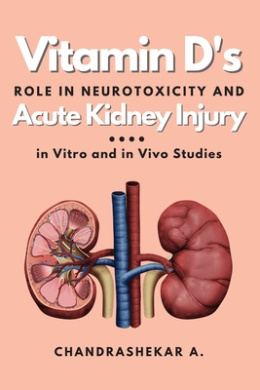 Vitamin D's
ROLE IN NEUROTOXICITY AND
Acute Kidney Injury
in Vitro and in Vivo Studies
CHANDRASHEKAR A.